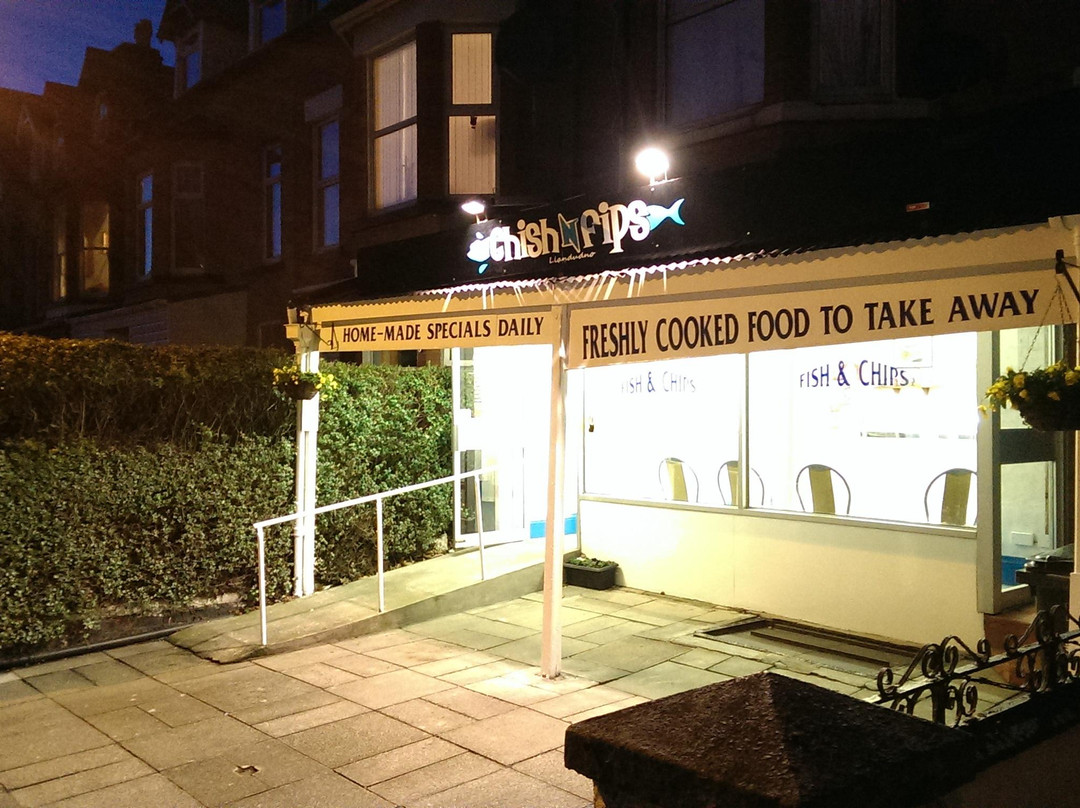 Chish N Fips
Llandudno
HOME-MADE SPECIALS DAILY
FRESHLY COOKED FOOD TO TAKE AWAY
FISH & CHIPS
FISH & CHIPS